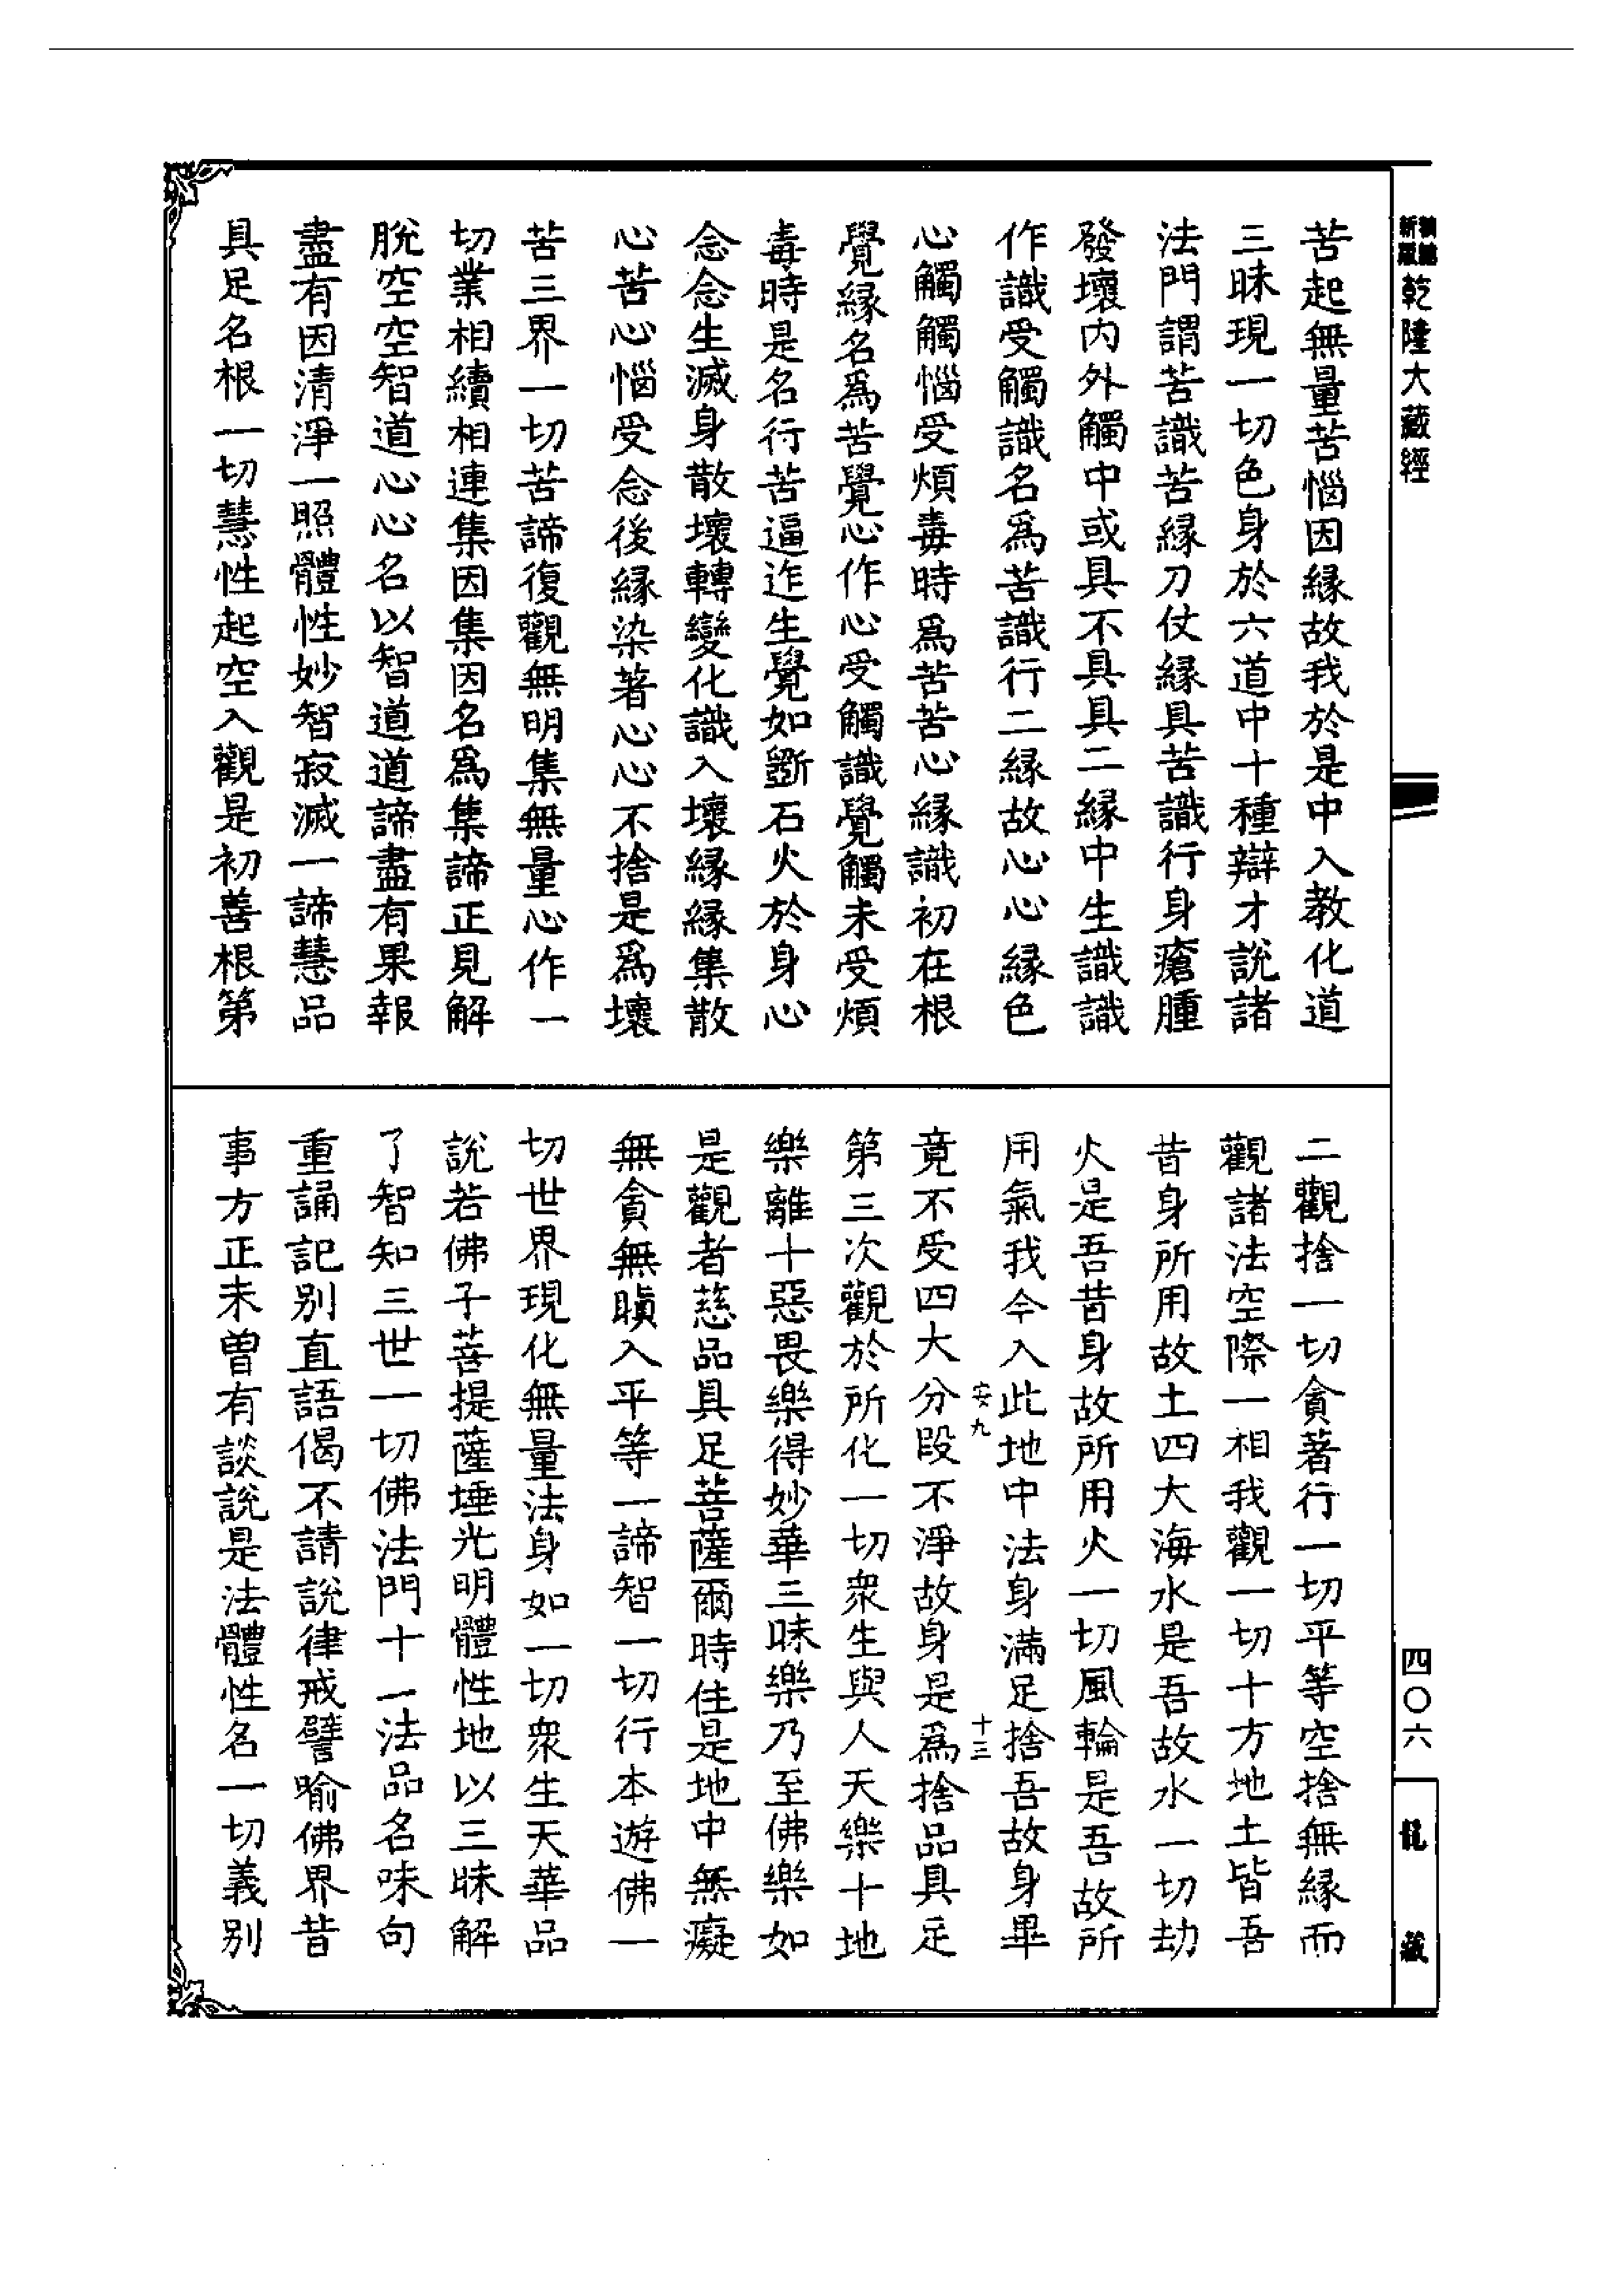 新版
乾隆大藏經
苦起無量苦惱因緣故我於是中入教化道
三昧現一切色身於六道中十種辯才說諸
法門謂苦識苦緣刀仗緣具苦識行身瘡腫
發壞內外觸中或具不具具二緣中生識識
作識受觸識名爲苦識行二緣故心心緣色
心觸觸惱受煩毒時爲苦苦心緣識初在根
覺緣名爲苦覺心作心受觸識覺觸未受煩
毒時是名行苦逼迮生覺如斲石火於身心
念念生滅身散壞轉變化識入壞緣緣集散
心苦心惱受念後緣染著心心不捨是爲壞
苦三界一切苦諦復觀無明集無量心作一
切業相續相連集因集因名爲集諦正見解
脫空空智道心心名以智道道諦盡有果報
盡有因清淨一照體性妙智寂滅一諦慧品
具足名根一切慧性起空入觀是初善根第
二觀捨一切貪著行一切平等空捨無緣而
觀諸法空際一相我觀一切十方地土皆吾
昔身所用故土四大海水是吾故水一切劫
火是吾昔身故所用火一切風輪是吾故所
用氣我今入此地中法身滿足捨吾故身畢
安九
十三
竟不受四大分段不淨故身是爲捨品具足
第三次觀於所化一切衆生與人天樂十地
樂離十惡畏樂得妙華三昧樂乃至佛樂如
是觀者慈品具足菩薩爾時住是地中無癡
無貪無瞋入平等一諦智一切行本遊佛一
切世界現化無量法身如一切衆生天華品
說若佛子菩提薩埵光明體性地以三昧解
了智知三世一切佛法門十一法品名味句
重誦記別直語偈不請說律戒譬喻佛界昔
事方正未曾有談說是法體性名一切義別
四〇六
龍藏